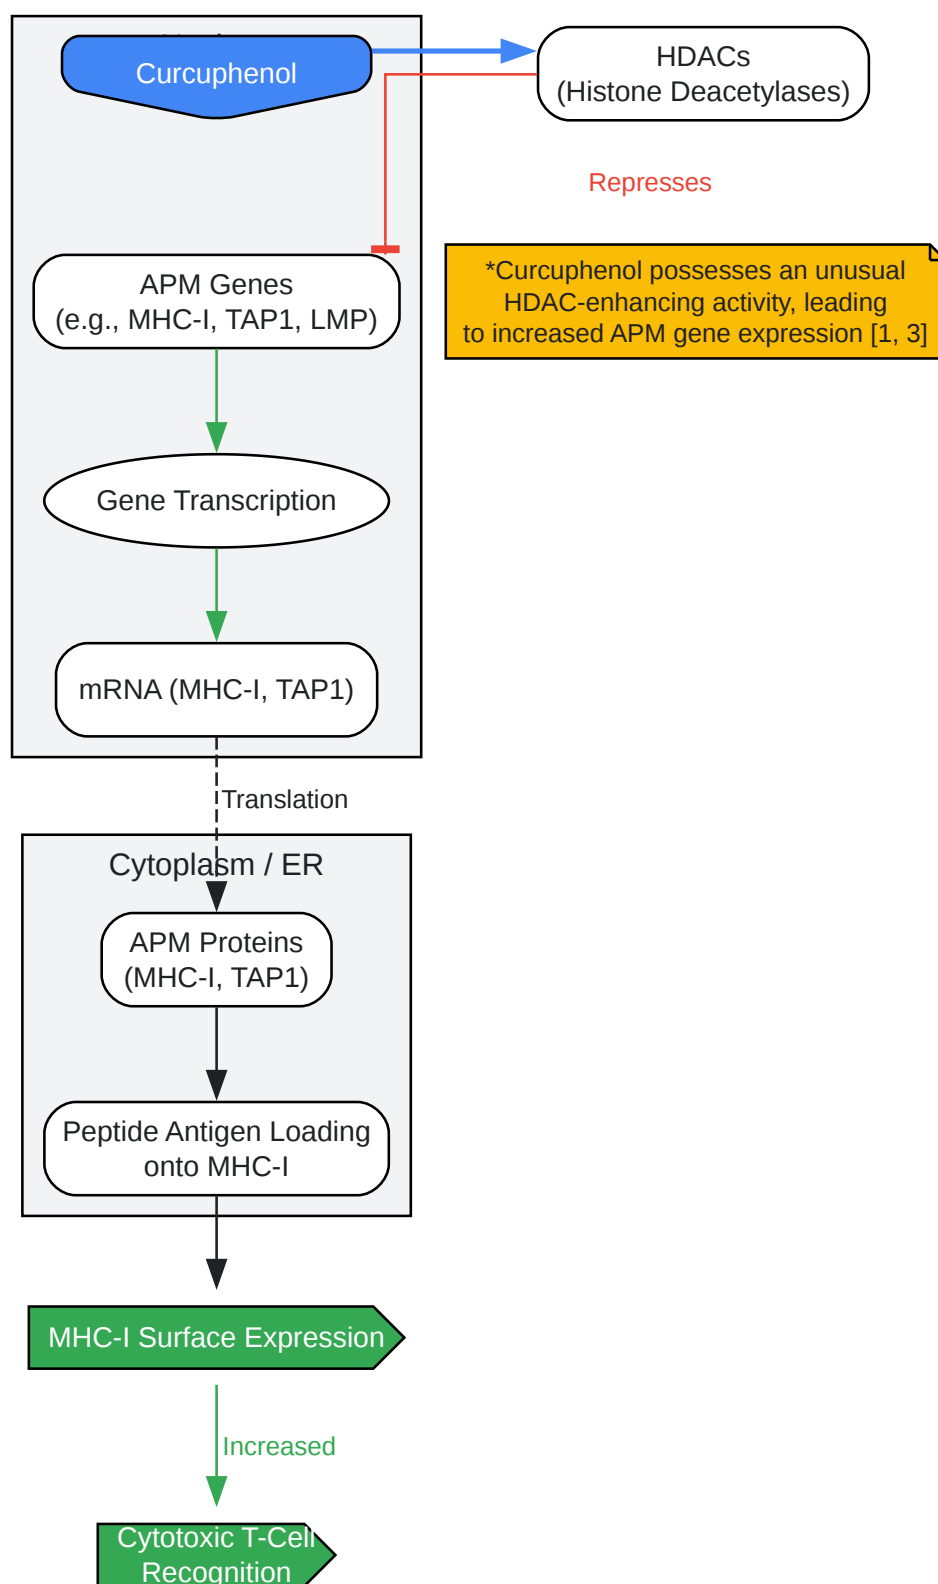 Curcuphenol
HDACs
(Histone Deacetylases)
Represses
APM Genes
(e.g., MHC-I, TAP1, LMP)
*Curcuphenol possesses an unusual
HDAC-enhancing activity, leading
to increased APM gene expression [1, 3]
Gene Transcription
mRNA (MHC-I, TAP1)
Translation
Cytoplasm / ER
APM Proteins
(MHC-I, TAP1)
Peptide Antigen Loading
onto MHC-I
MHC-I Surface Expression
Increased
Cytotoxic T-Cell
Recognition